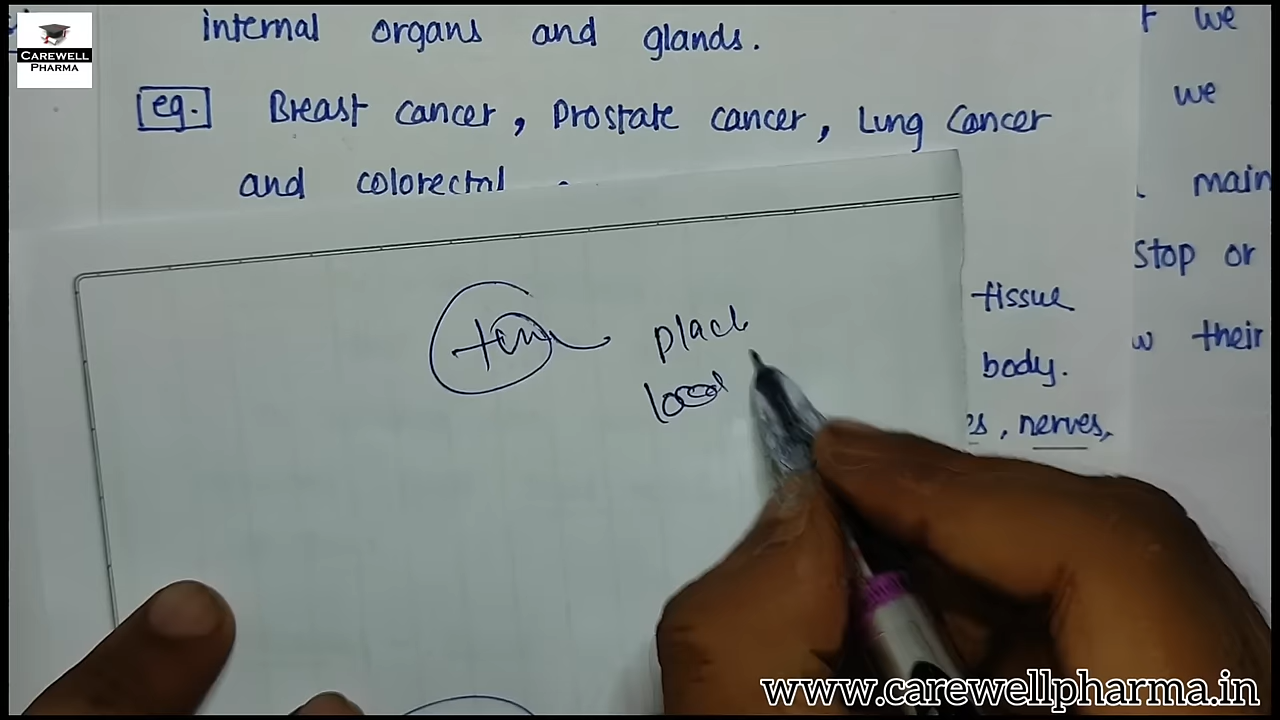 CAREWELL
PHARMA
internal organs and glands.
eg. Breast cancer, Prostate cancer, Lung Cancer
and colorectal
we
we
main
stop or
their
tissue
body.
, nerves,
place
local
www.carewellpharma.in